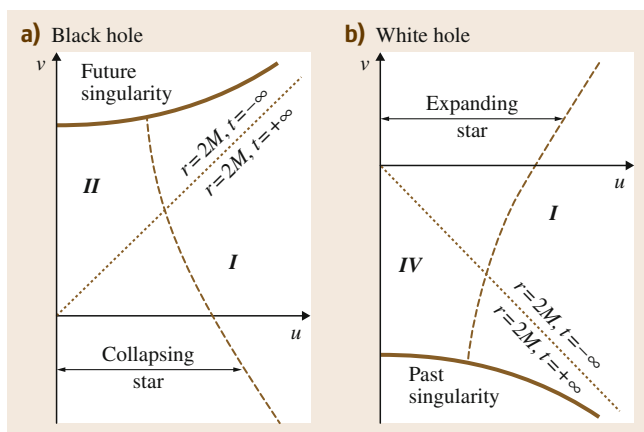 a) Black hole
v
Future
singularity
r = 2M, t = –∞
r = 2M, t = +∞
II
I
u
Collapsing
star
b) White hole
v
Expanding
star
u
I
IV
r = 2M, t = –∞
r = 2M, t = +∞
Past
singularity